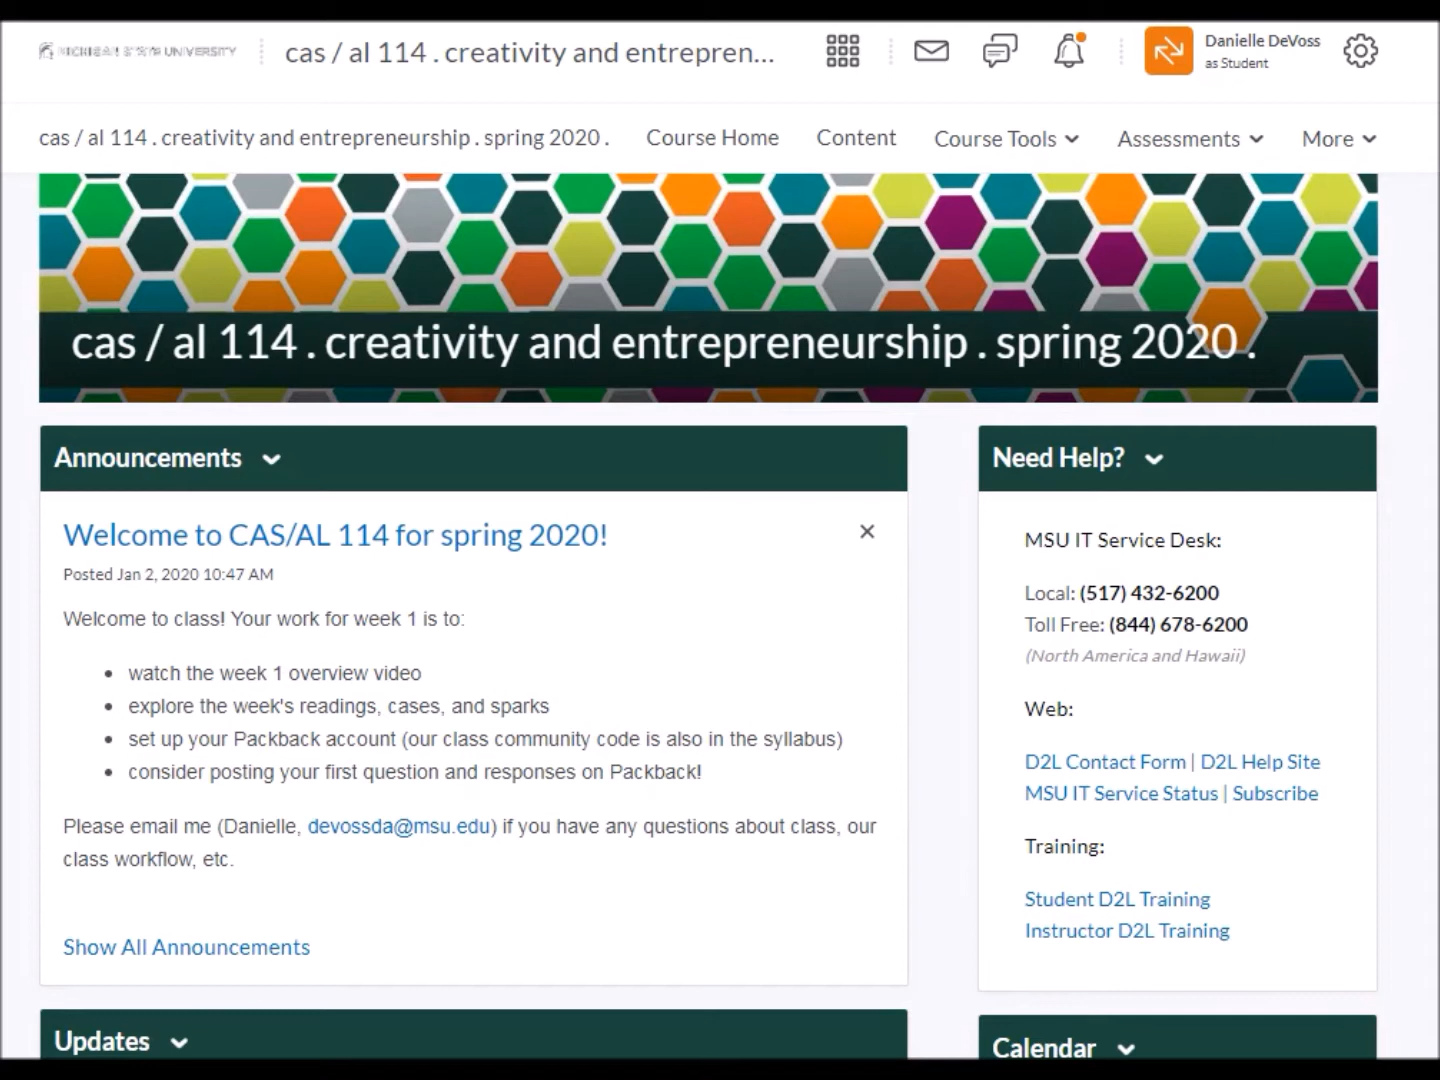 MICHIGAN STATE UNIVERSITY
cas / al 114 . creativity and entrepren...
Danielle DeVoss
as Student
cas / al 114 . creativity and entrepreneurship . spring 2020 .
Course Home
Content
Course Tools
Assessments
More
cas / al 114 . creativity and entrepreneurship . spring 2020 .
Announcements
Welcome to CAS/AL 114 for spring 2020!
Posted Jan 2, 2020 10:47 AM
Welcome to class! Your work for week 1 is to:
• watch the week 1 overview video
• explore the week's readings, cases, and sparks
• set up your Packback account (our class community code is also in the syllabus)
• consider posting your first question and responses on Packback!
Please email me (Danielle, devossda@msu.edu) if you have any questions about class, our
class workflow, etc.
Show All Announcements
Updates
Need Help?
MSU IT Service Desk:
Local: (517) 432-6200
Toll Free: (844) 678-6200
(North America and Hawaii)
Web:
D2L Contact Form | D2L Help Site
MSU IT Service Status | Subscribe
Training:
Student D2L Training
Instructor D2L Training
Calendar